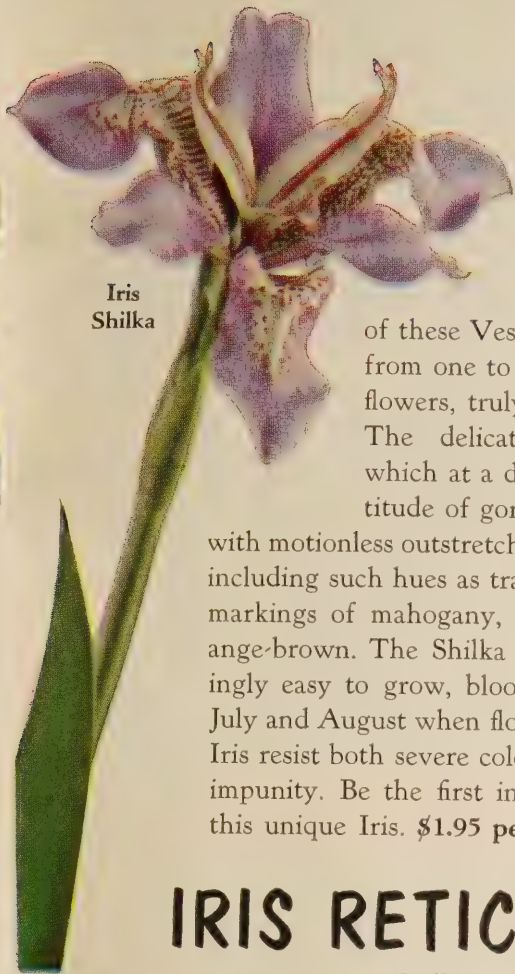 Iris
Shilka
of these Ves
from one to
flowers, truly
The delicat
which at a d
titude of gor
with motionless outstretch
including such hues as tra
markings of mahogany,
ange-brown. The Shilka
ingly easy to grow, bloo
July and August when flo
Iris resist both severe col
impunity. Be the first in
this unique Iris. $1.95 pe
IRIS RETIC